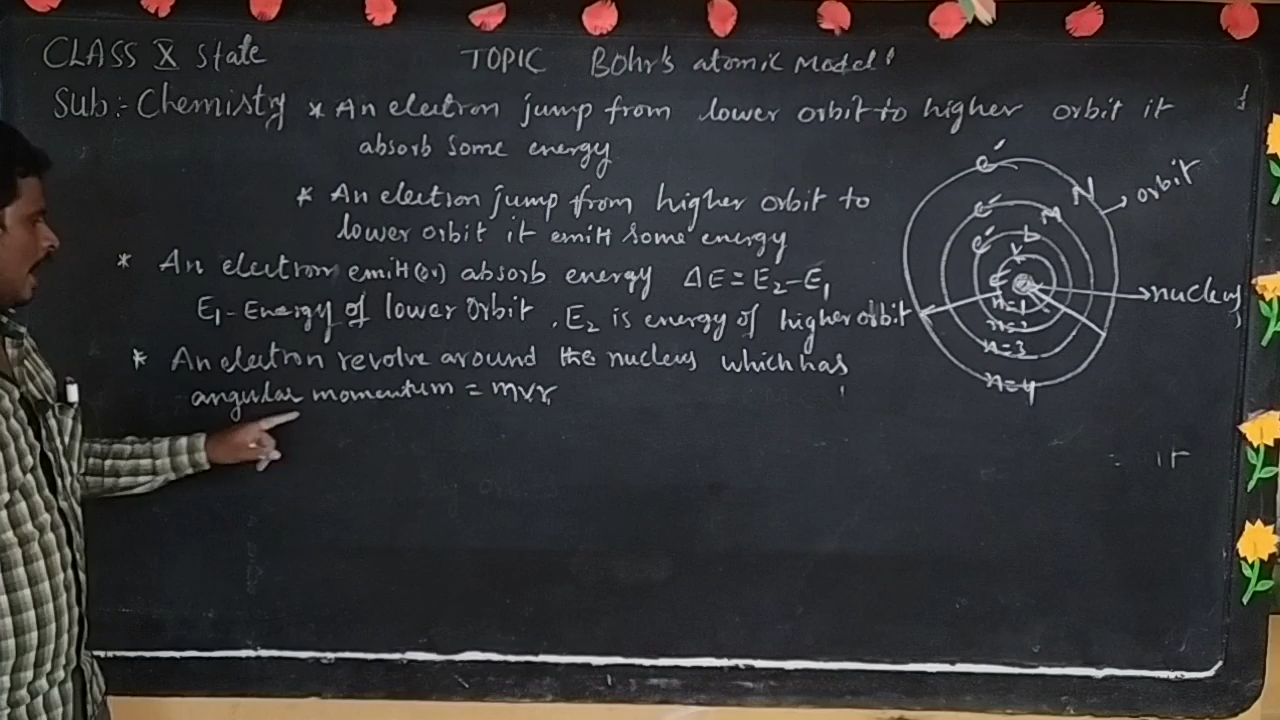 CLASS X State TOPIC Bohr's atomic Model
Sub:- Chemistry * An electron jump from lower orbit to higher orbit it
absorb some energy
* An electron jump from higher orbit to
lower orbit it emitt some energy
* An electron emitt (or) absorb energy ΔE = E₂-E₁
E₁- Energy of lower orbit . E₂ is energy of higher orbit
* An electron revolve around the nucleus which has
angular momentum = mvr
e⁻
N
orbit
e⁻
M
e⁻
L
K
e⁻
nucleus
n=1
n=2
n=3
n=4
= it